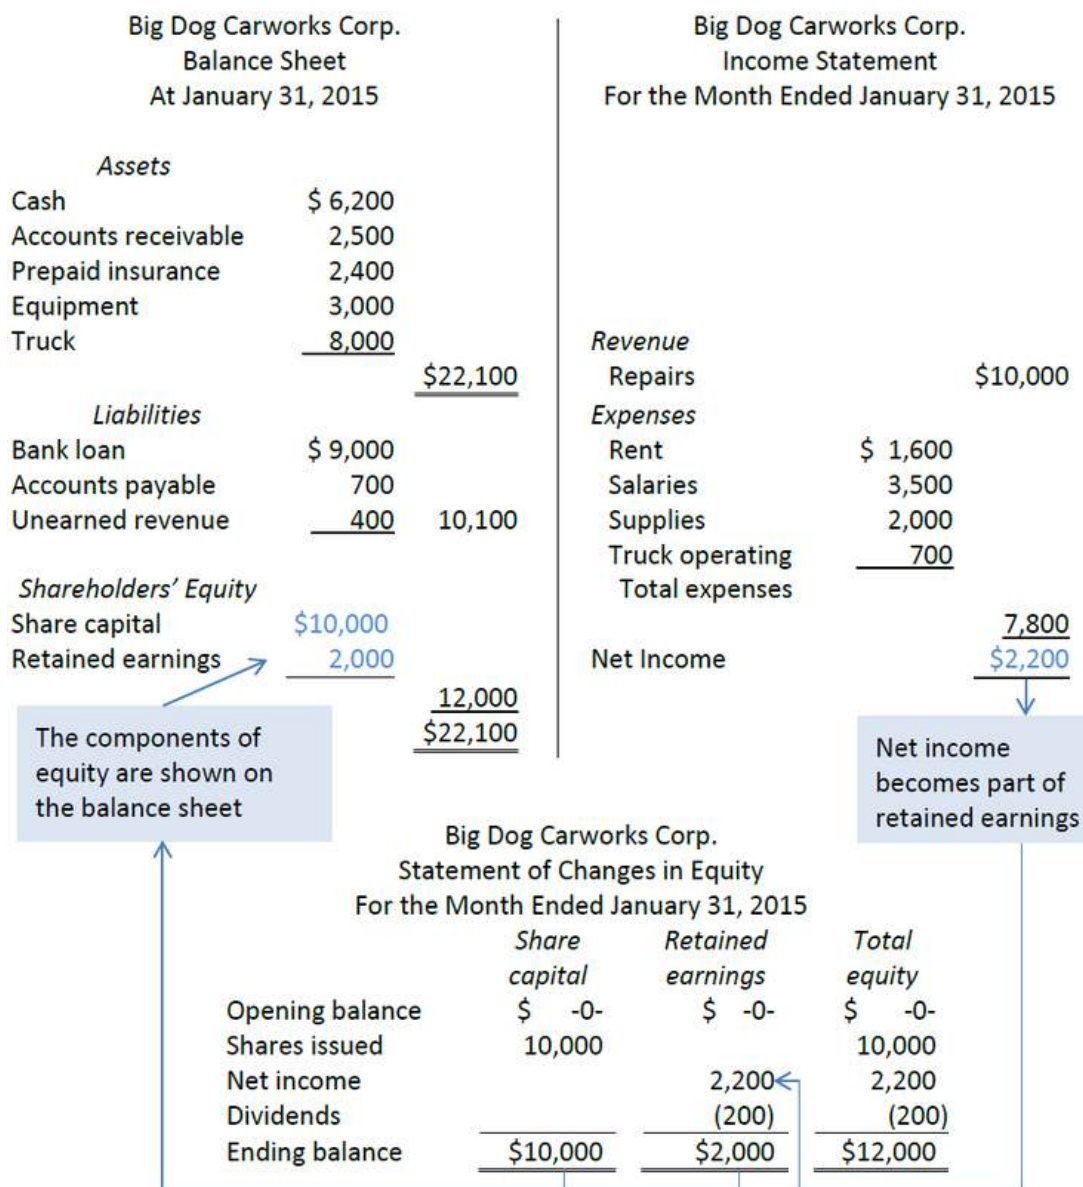 Big Dog Carworks Corp.
Balance Sheet
At January 31, 2015
Assets
Cash $ 6,200
Accounts receivable 2,500
Prepaid insurance 2,400
Equipment 3,000
Truck 8,000
$22,100
Liabilities
Bank loan $ 9,000
Accounts payable 700
Unearned revenue 400 10,100
Shareholders' Equity
Share capital $10,000
Retained earnings 2,000
12,000
$22,100
The components of
equity are shown on
the balance sheet
Big Dog Carworks Corp.
Income Statement
For the Month Ended January 31, 2015
Revenue
Repairs $10,000
Expenses
Rent $ 1,600
Salaries 3,500
Supplies 2,000
Truck operating 700
Total expenses
7,800
Net Income $2,200
Net income
becomes part of
retained earnings
Big Dog Carworks Corp.
Statement of Changes in Equity
For the Month Ended January 31, 2015
Share Retained Total
capital earnings equity
Opening balance $ -0- $ -0- $ -0-
Shares issued 10,000 10,000
Net income 2,200 2,200
Dividends (200) (200)
Ending balance $10,000 $2,000 $12,000